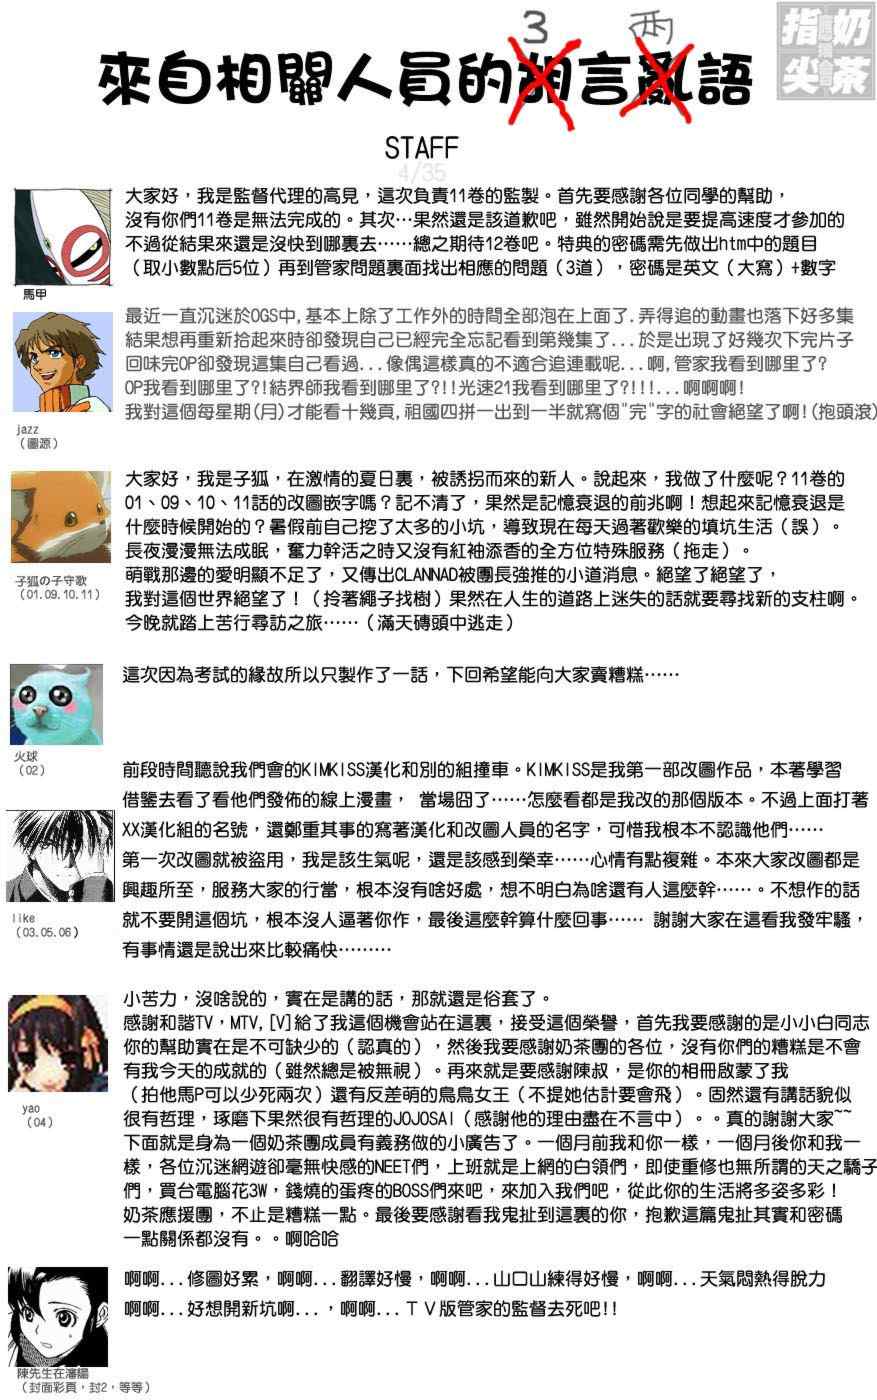 3 兩
來自相關人員的胡言亂語
指尖奶茶
STAFF
4/35
大家好，我是監督代理的高見，這次負責11卷的監製。首先要感謝各位同學的幫助，
沒有你們11卷是無法完成的。其次…果然還是該道歉吧，雖然開始說是要提高速度才參加的
不過從結果來還是沒快到哪裏去……總之期待12卷吧。特典的密碼需先做出htm中的題目
（取小數點后5位）再到管家問題裏面找出相應的問題（3道），密碼是英文（大寫）+數字
馬甲
最近一直沉迷於OGS中,基本上除了工作外的時間全部泡在上面了.弄得追的動畫也落下好多集
結果想再重新拾起來時卻發現自己已經完全忘記看到第幾集了...於是出現了好幾次下完片子
回味完OP卻發現這集自己看過...像偶這樣真的不適合追連載呢...啊,管家我看到哪里了?
OP我看到哪里了?!結界師我看到哪里了?!!光速21我看到哪里了?!!!...啊啊啊!
我對這個每星期(月)才能看十幾頁,祖國四拼一出到一半就寫個"完"字的社會絕望了啊!(抱頭滾)
jazz
（圖源）
大家好，我是子狐，在激情的夏日裏，被誘拐而來的新人。說起來，我做了什麼呢？11卷的
01、09、10、11話的改圖嵌字嗎？記不清了，果然是記憶衰退的前兆啊！想起來記憶衰退是
什麼時候開始的？暑假前自己挖了太多的小坑，導致現在每天過著歡樂的填坑生活（誤）。
長夜漫漫無法成眠，奮力幹活之時又沒有紅袖添香的全方位特殊服務（拖走）。
萌戰那邊的愛明顯不足了，又傳出CLANNAD被團長強推的小道消息。絕望了絕望了，
我對這個世界絕望了！（拎著繩子找樹）果然在人生的道路上迷失的話就要尋找新的支柱啊。
今晚就踏上苦行尋訪之旅……（滿天磚頭中逃走）
子狐の子守歌
（01.09.10.11）
這次因為考試的緣故所以只製作了一話，下回希望能向大家賣糟糕……
火球
（02）
前段時間聽說我們會的KIMKISS漢化和別的組撞車。KIMKISS是我第一部改圖作品，本著學習
借鑒去看了看他們發佈的線上漫畫， 當場囧了……怎麼看都是我改的那個版本。不過上面打著
XX漢化組的名號，還鄭重其事的寫著漢化和改圖人員的名字，可惜我根本不認識他們……
第一次改圖就被盜用，我是該生氣呢，還是該感到榮幸……心情有點複雜。本來大家改圖都是
興趣所至，服務大家的行當，根本沒有啥好處，想不明白為啥還有人這麼幹……。不想作的話
就不要開這個坑，根本沒人逼著你作，最後這麼幹算什麼回事…… 謝謝大家在這看我發牢騷，
有事情還是說出來比較痛快………
like
（03.05.06）
小苦力，沒啥說的，實在是講的話，那就還是俗套了。
感謝和諧TV，MTV,[V]給了我這個機會站在這裏，接受這個榮譽，首先我要感謝的是小小白同志
你的幫助實在是不可缺少的（認真的），然後我要感謝奶茶團的各位，沒有你們的糟糕是不會
有我今天的成就的（雖然總是被無視）。再來就是要感謝陳叔，是你的相冊啟蒙了我
（拍他馬P可以少死兩次）還有反差萌的鳥鳥女王（不提她估計要會飛）。固然還有講話貌似
很有哲理，琢磨下果然很有哲理的JOJOSAI（感謝他的理由盡在不言中）。。真的謝謝大家~~
下面就是身為一個奶茶團成員有義務做的小廣告了。一個月前我和你一樣，一個月後你和我一
樣，各位沉迷網遊卻毫無快感的NEET們，上班就是上網的白領們，即使重修也無所謂的天之驕子
們，買台電腦花3W，錢燒的蛋疼的BOSS們來吧，來加入我們吧，從此你的生活將多姿多彩！
奶茶應援團，不止是糟糕一點。最後要感謝看我鬼扯到這裏的你，抱歉這篇鬼扯其實和密碼
一點關係都沒有。。啊哈哈
yao
（04）
啊啊...修圖好累，啊啊...翻譯好慢，啊啊...山口山練得好慢，啊啊...天氣悶熱得脫力
啊啊...好想開新坑啊...，啊啊...ＴＶ版管家的監督去死吧!!
陳先生在瀋陽
（封面彩頁，封2，等等）